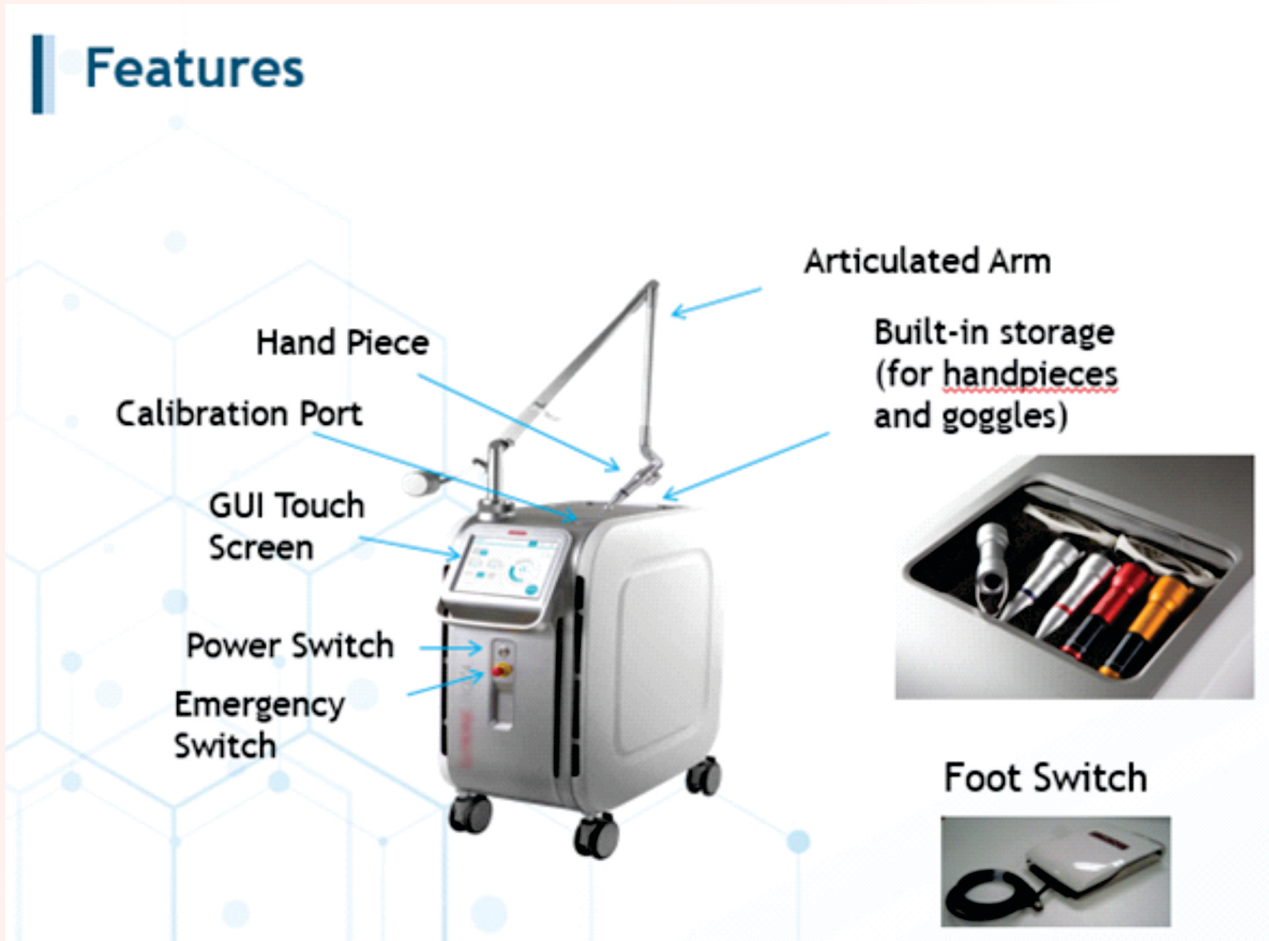 Features
Articulated Arm
Hand Piece
Built-in storage
(for handpieces
and goggles)
Calibration Port
GUI Touch
Screen
Power Switch
Emergency
Switch
Foot Switch